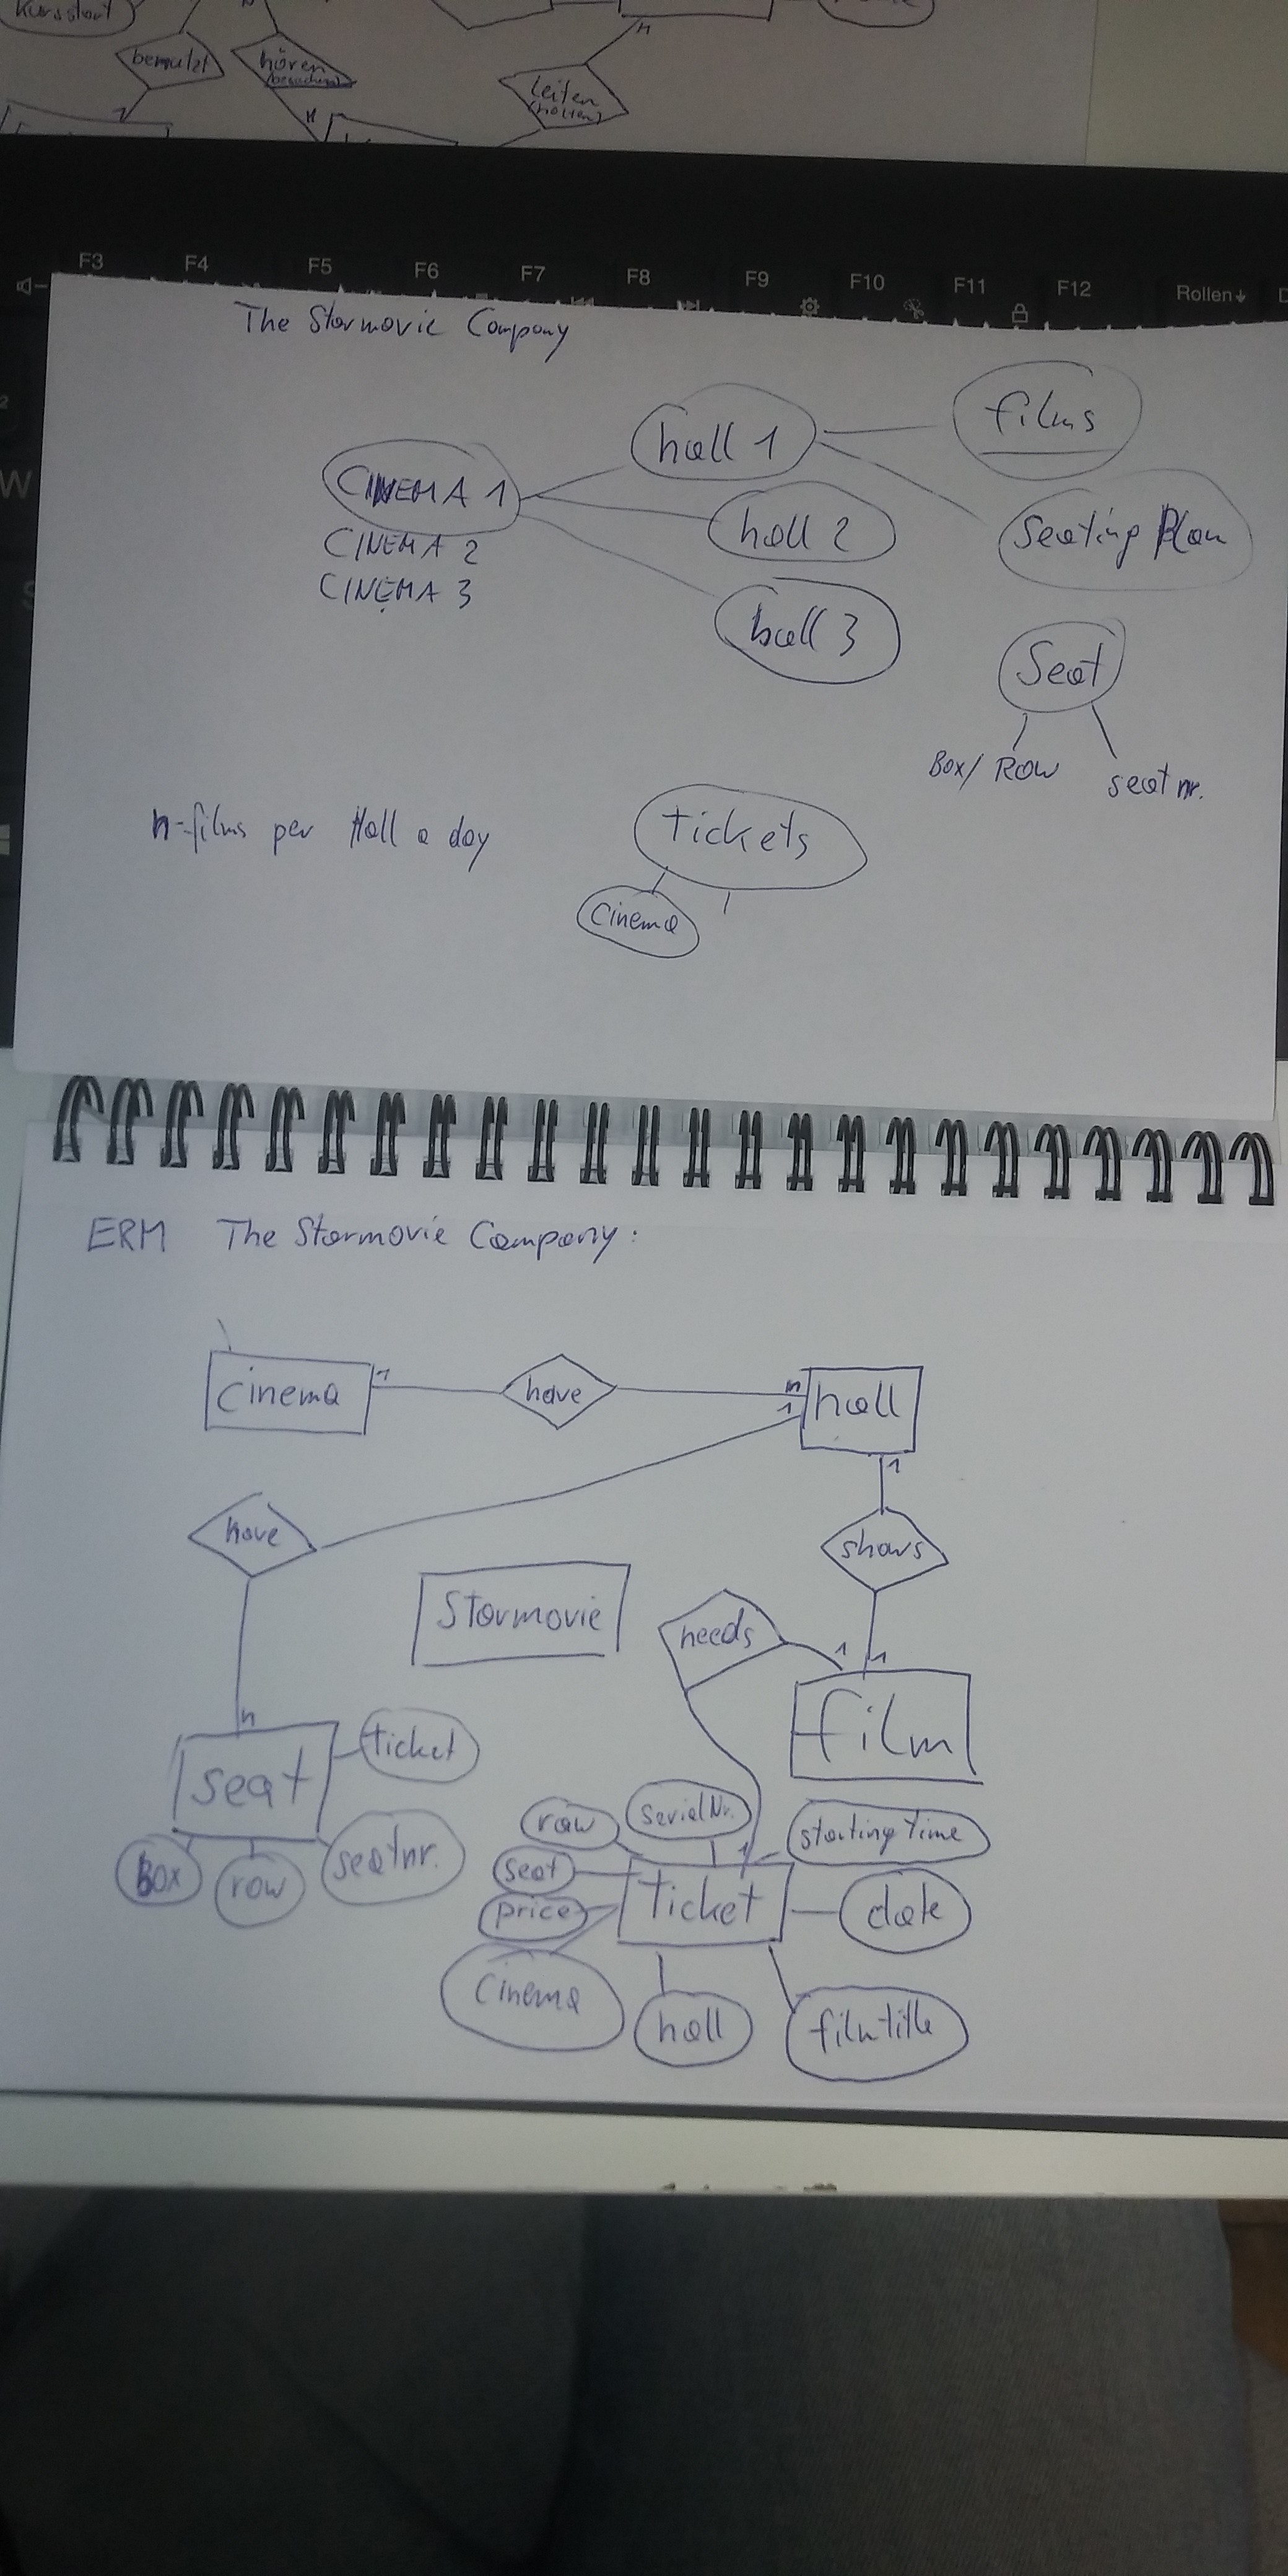 Kursstart
n
benutzt
hören
(besuchen)
leiten
(halten)
n
F3 F4 F5 F6 F7 F8 F9 F10 F11 F12 Rollen
W
The Starmovie Company
CINEMA 1
CINEMA 2
CINEMA 3
hall 1
hall 2
hall 3
films
Seating Plan
Seat
Box/ Row
seat nr.
n-films per Hall a day
tickets
Cinema
ERM The Starmovie Company:
Cinema 1 have n hall
1
1
have
shows
Starmovie
needs
1 1
film
n
seat
ticket
Box
row
seatnr.
row
serialNr.
startingTime
1
seat
price
ticket
date
Cinema
hall
filmtitle